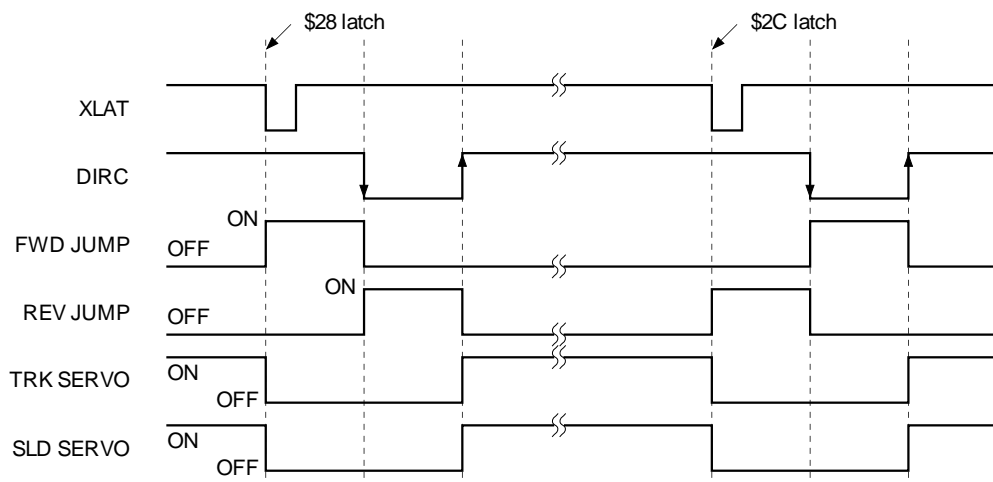 $28 latch
$2C latch
XLAT
DIRC
ON
FWD JUMP
OFF
ON
REV JUMP
OFF
TRK SERVO
ON
OFF
SLD SERVO
ON
OFF